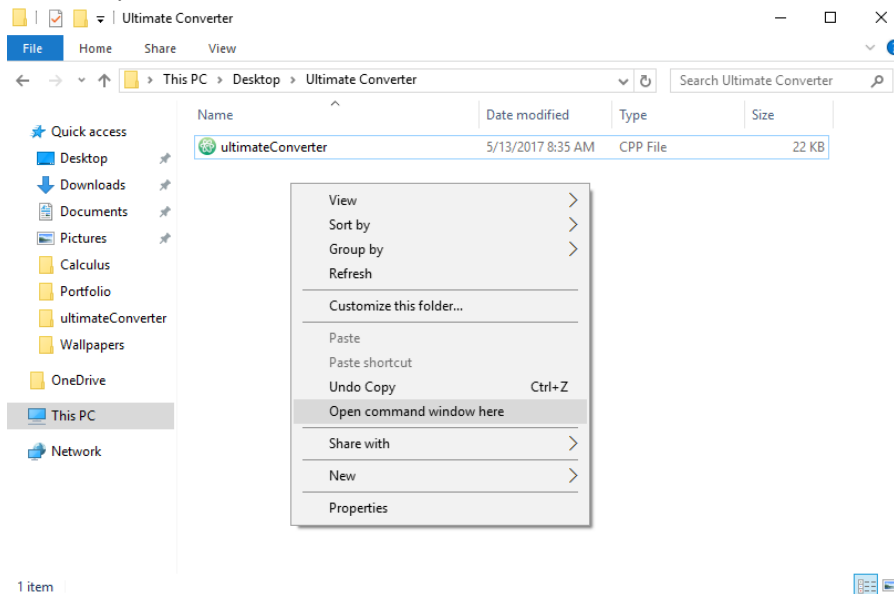 Ultimate Converter
File Home Share View
This PC > Desktop > Ultimate Converter
Search Ultimate Converter
Name Date modified Type Size
ultimateConverter 5/13/2017 8:35 AM CPP File 22 KB
Quick access
Desktop
Downloads
Documents
Pictures
Calculus
Portfolio
ultimateConverter
Wallpapers
OneDrive
This PC
Network
View
Sort by
Group by
Refresh
Customize this folder...
Paste
Paste shortcut
Undo Copy Ctrl+Z
Open command window here
Share with
New
Properties
1 item